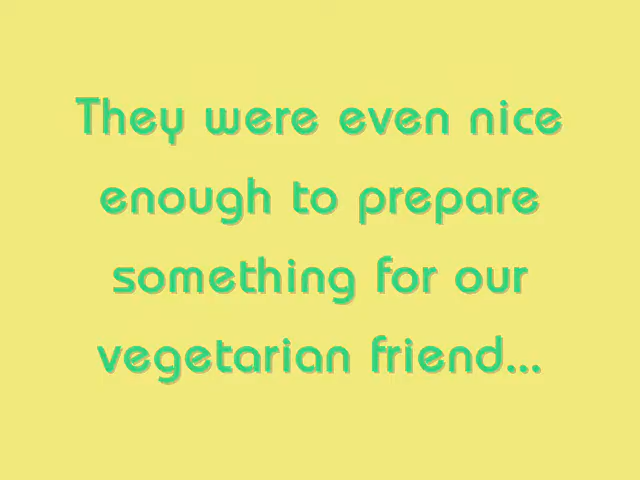 They were even nice
enough to prepare
something for our
vegetarian friend...